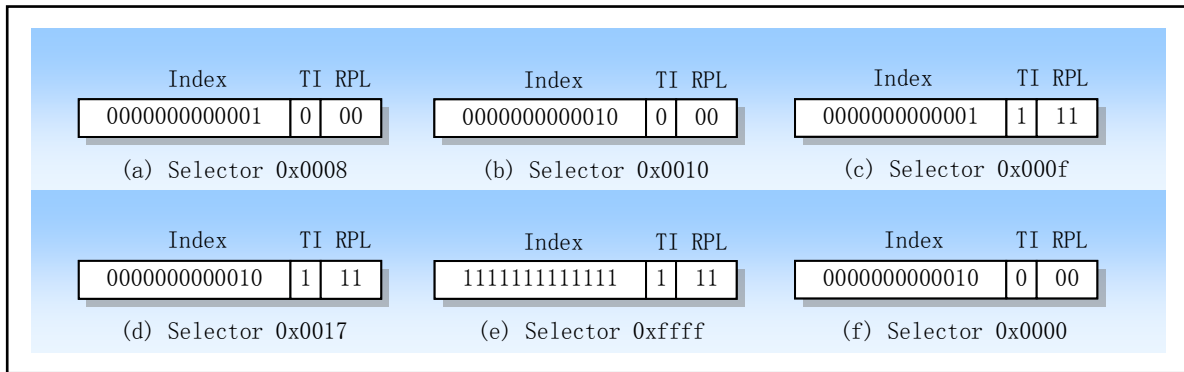 Index TI RPL Index TI RPL Index TI RPL
0000000000001 0 00 0000000000010 0 00 0000000000001 1 11
(a) Selector 0x0008 (b) Selector 0x0010 (c) Selector 0x000f
Index TI RPL Index TI RPL Index TI RPL
0000000000010 1 11 1111111111111 1 11 0000000000010 0 00
(d) Selector 0x0017 (e) Selector 0xffff (f) Selector 0x0000